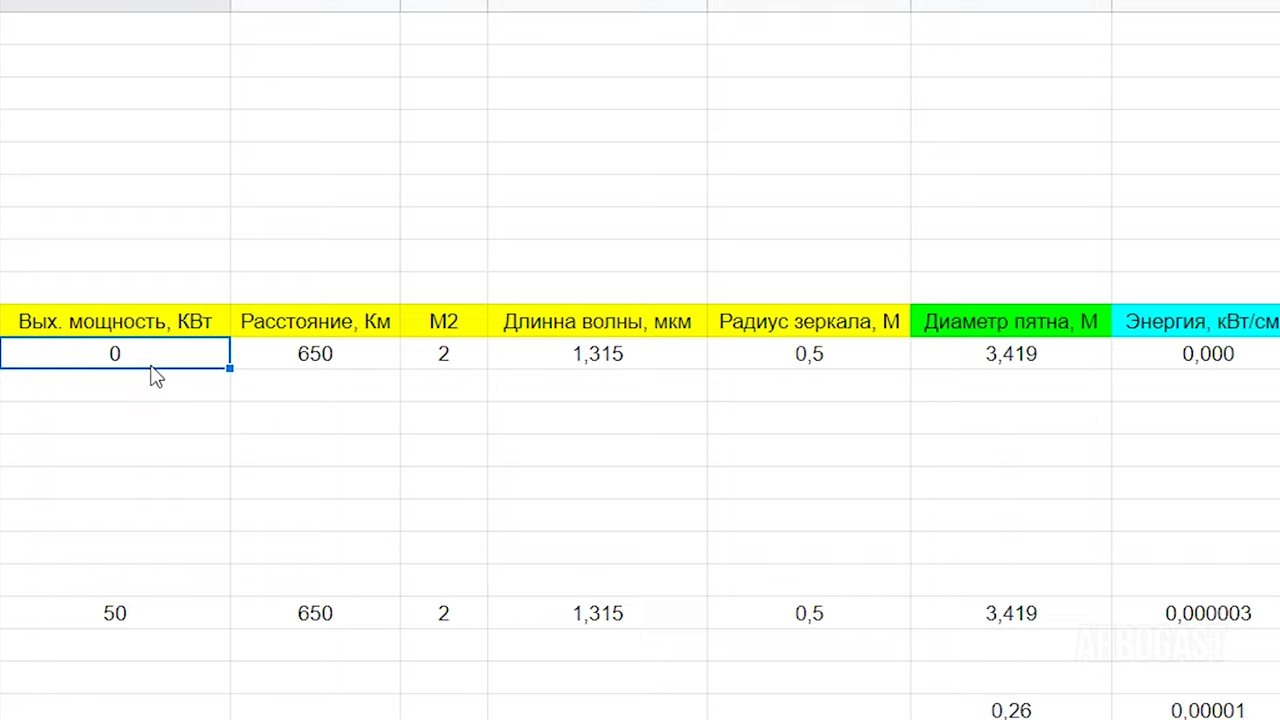 Вых. мощность, КВт Расстояние, Км М2 Длинна волны, мкм Радиус зеркала, М Диаметр пятна, М Энергия, кВт/см
0 650 2 1,315 0,5 3,419 0,000
50 650 2 1,315 0,5 3,419 0,000003
ARBOGAST
0,26 0,00001